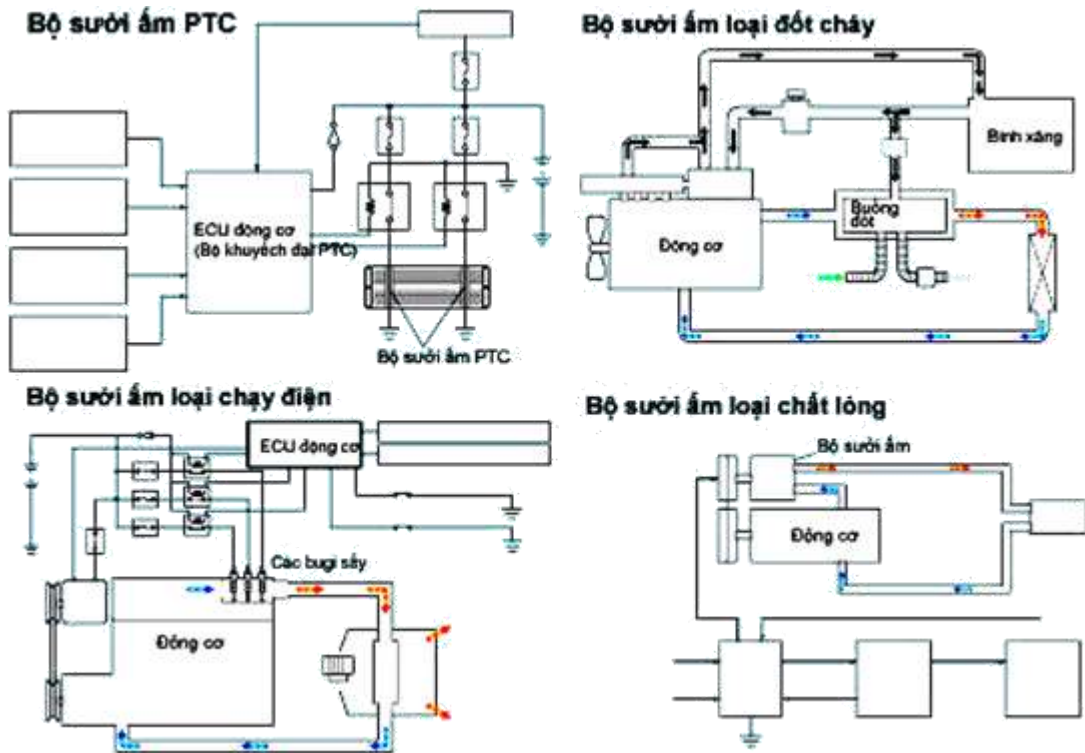 Bộ sưởi ấm PTC
ECU động cơ
(Bộ khuyếch đại PTC)
Bộ sưởi ấm PTC
Bộ sưởi ấm loại đốt cháy
Bình xăng
Buồng
đốt
Động cơ
Bộ sưởi ấm loại chạy điện
ECU động cơ
Các bugi sấy
Động cơ
Bộ sưởi ấm loại chất lỏng
Bộ sưởi ấm
Động cơ